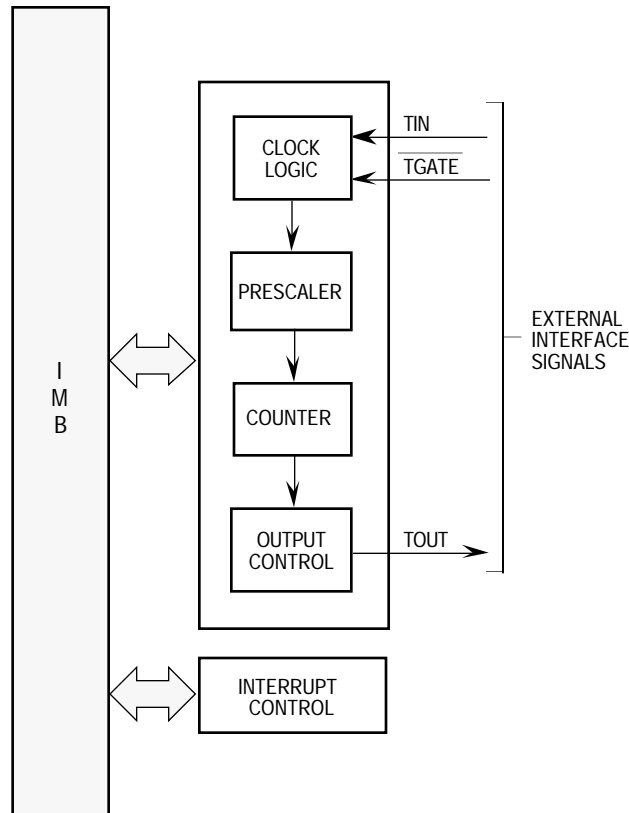 TIN
CLOCK
LOGIC
TGATE
PRESCALER
EXTERNAL
INTERFACE
SIGNALS
I
M
B
COUNTER
OUTPUT
CONTROL
TOUT
INTERRUPT
CONTROL